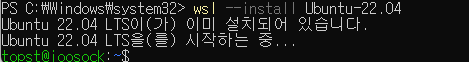 PS C:₩Windows₩system32> wsl --install Ubuntu-22.04
Ubuntu 22.04 LTS이(가) 이미 설치되어 있습니다.
Ubuntu 22.04 LTS을(를) 시작하는 중...
topst@joosock:~$